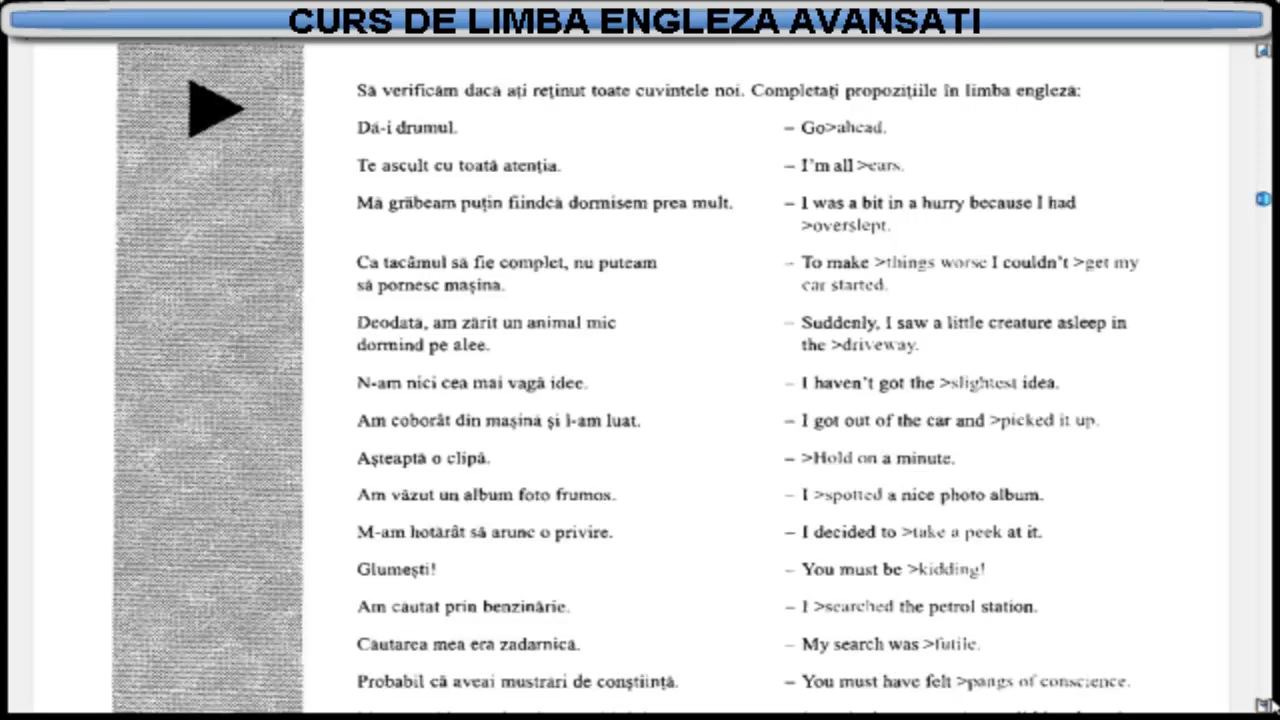 CURS DE LIMBA ENGLEZA AVANSATI
Să verificăm dacă aţi reţinut toate cuvintele noi. Completaţi propoziţiile în limba engleză:
Dă-i drumul. – Go>ahead.
Te ascult cu toată atenţia. – I'm all >ears.
Mă grăbeam puţin fiindcă dormisem prea mult. – I was a bit in a hurry because I had
>overslept.
Ca tacâmul să fie complet, nu puteam – To make >things worse I couldn't >get my
să pornesc maşina. car started.
Deodată, am zărit un animal mic – Suddenly, I saw a little creature asleep in
dormind pe alee. the >driveway.
N-am nici cea mai vagă idee. – I haven't got the >slightest idea.
Am coborât din maşină şi l-am luat. – I got out of the car and >picked it up.
Aşteaptă o clipă. – >Hold on a minute.
Am văzut un album foto frumos. – I >spotted a nice photo album.
M-am hotărât să arunc o privire. – I decided to >take a peek at it.
Glumeşti! – You must be >kidding!
Am căutat prin benzinărie. – I >searched the petrol station.
Căutarea mea era zadarnică. – My search was >futile.
Probabil că aveai mustrări de conştiinţă. – You must have felt >pangs of conscience.